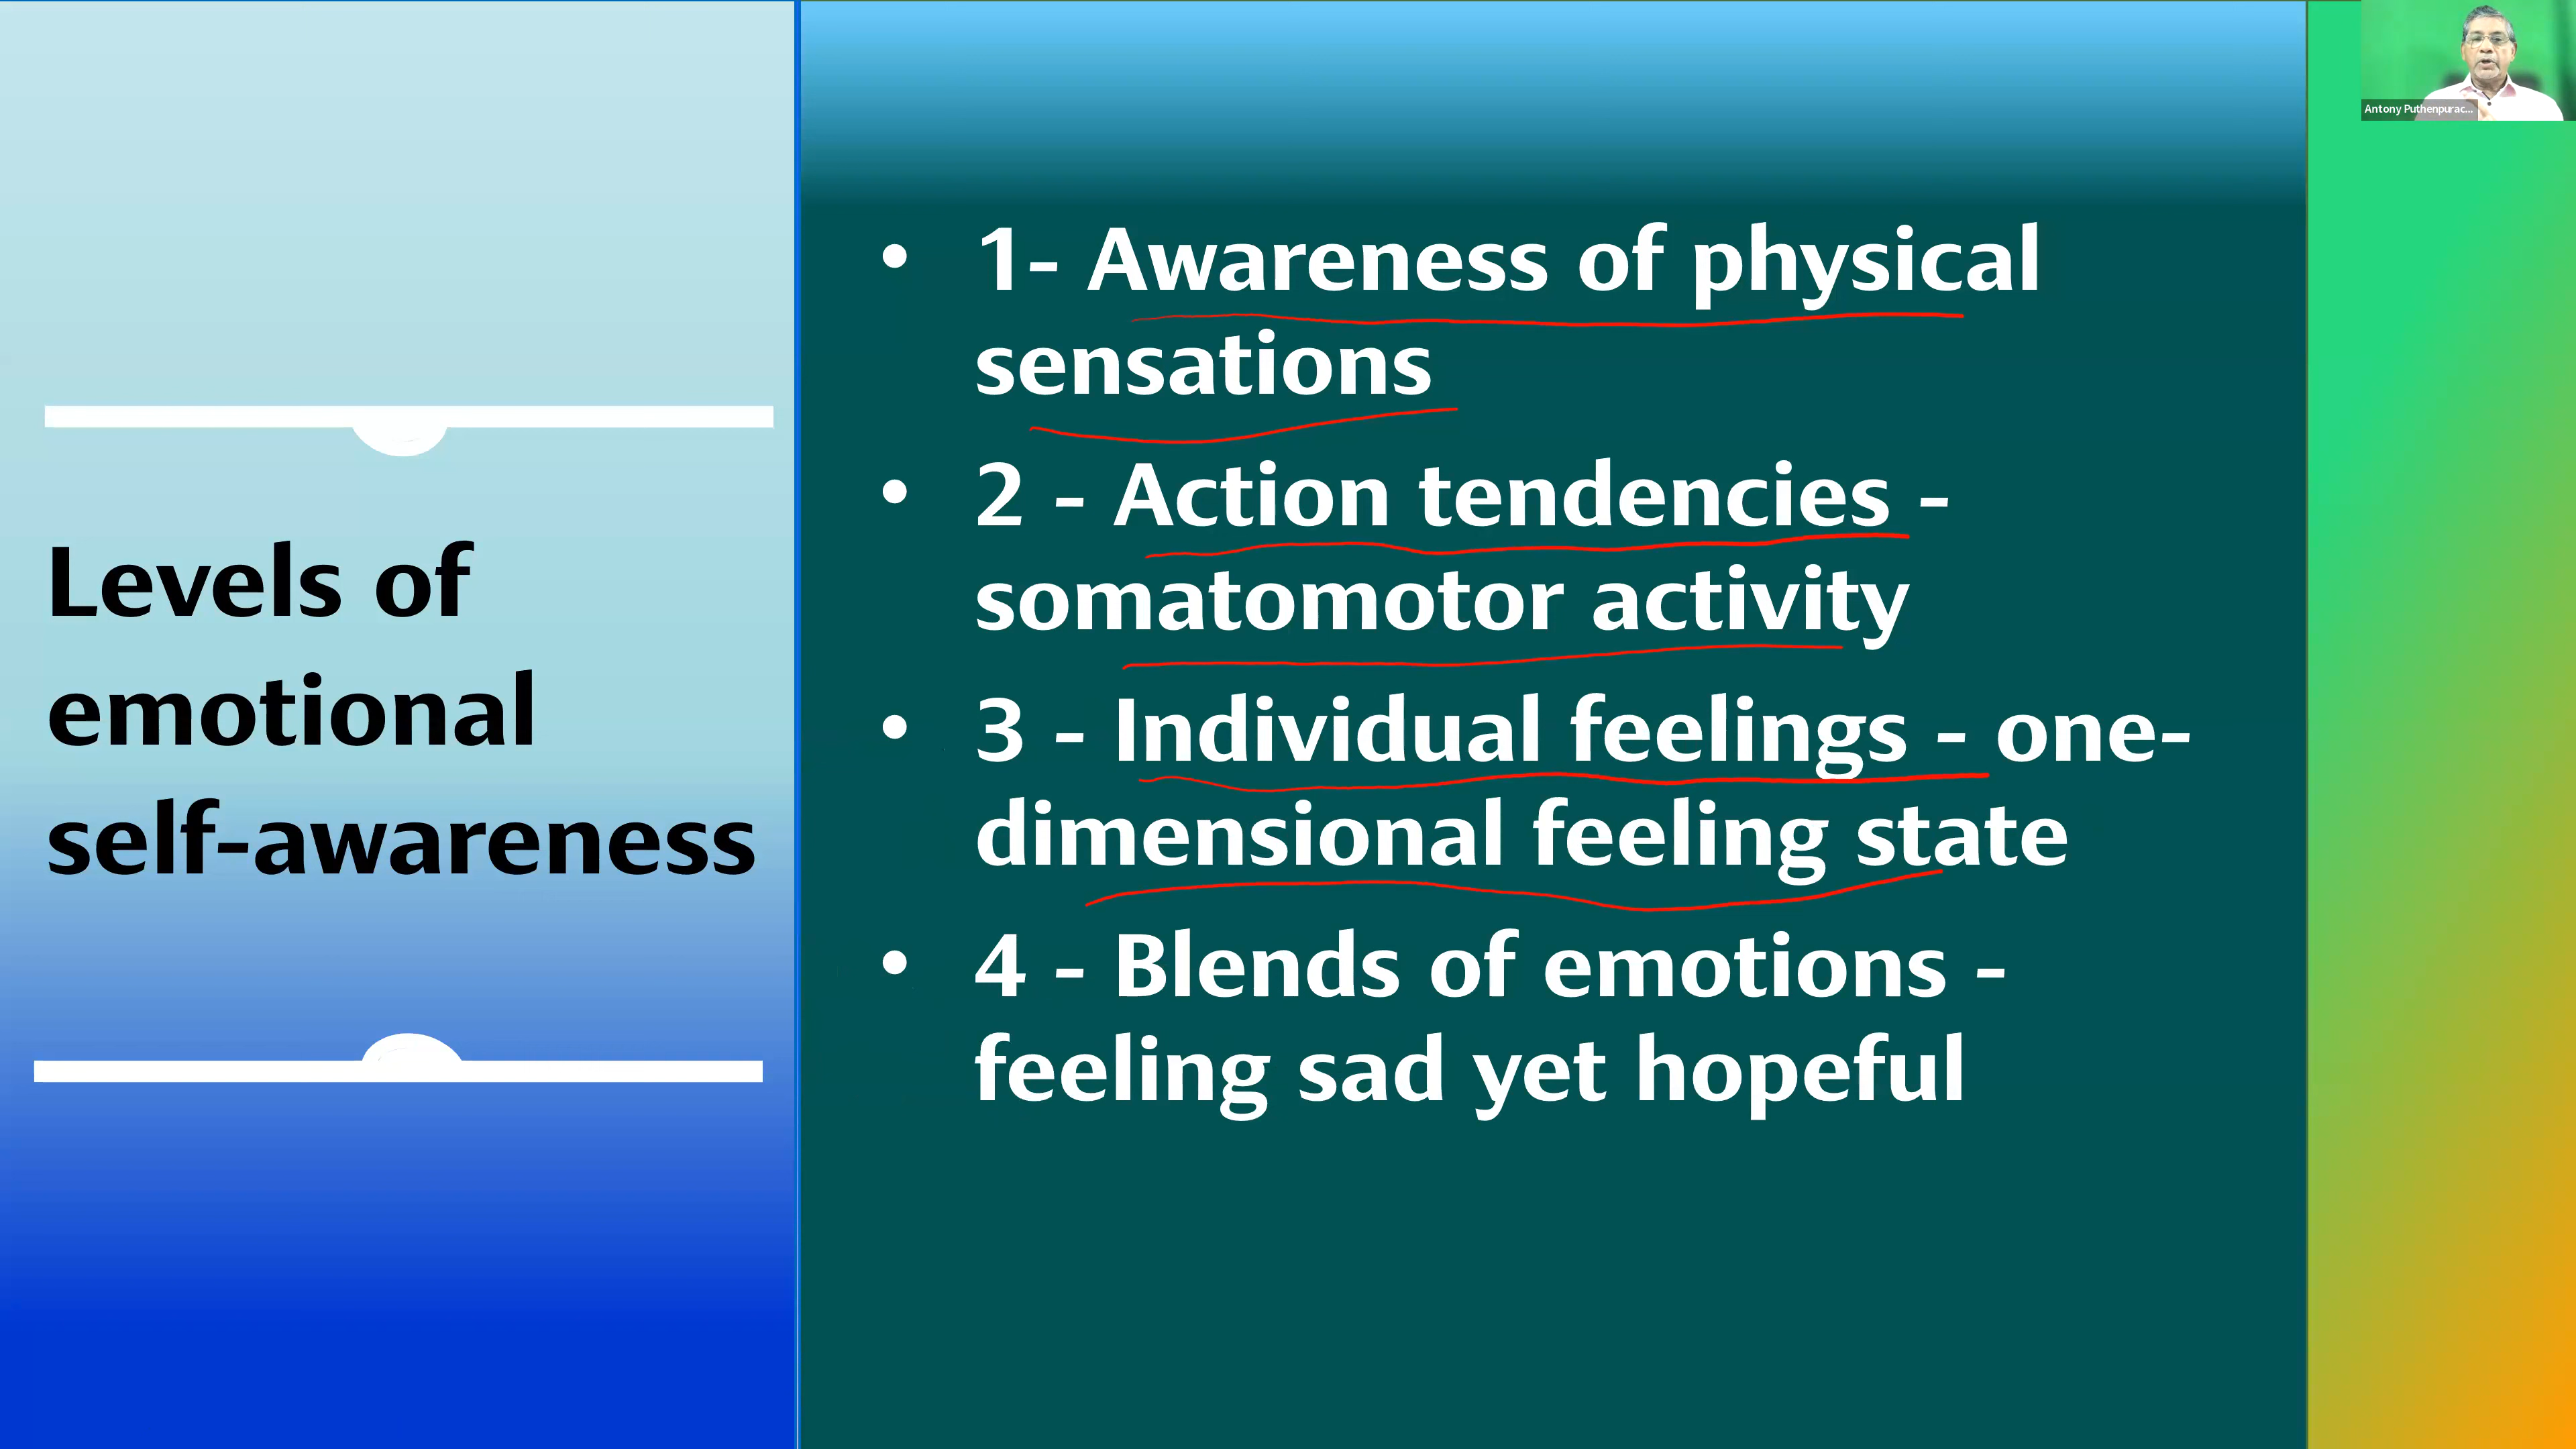 Levels of
emotional
self-awareness
• 1- Awareness of physical
sensations
• 2 - Action tendencies -
somatomotor activity
• 3 - Individual feelings - one-
dimensional feeling state
• 4 - Blends of emotions -
feeling sad yet hopeful
Antony Puthenpurac...